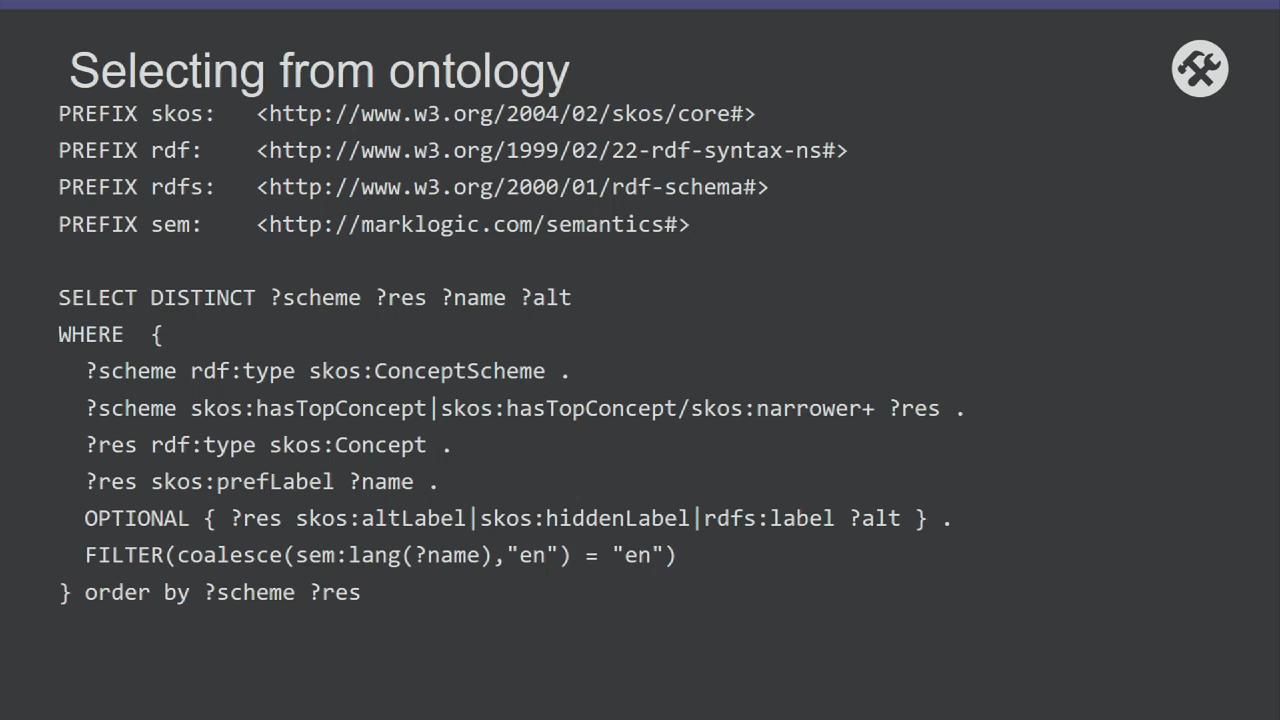 Selecting from ontology
PREFIX skos:   <http://www.w3.org/2004/02/skos/core#>
PREFIX rdf:    <http://www.w3.org/1999/02/22-rdf-syntax-ns#>
PREFIX rdfs:   <http://www.w3.org/2000/01/rdf-schema#>
PREFIX sem:    <http://marklogic.com/semantics#>
SELECT DISTINCT ?scheme ?res ?name ?alt
WHERE  {
  ?scheme rdf:type skos:ConceptScheme .
  ?scheme skos:hasTopConcept|skos:hasTopConcept/skos:narrower+ ?res .
  ?res rdf:type skos:Concept .
  ?res skos:prefLabel ?name .
  OPTIONAL { ?res skos:altLabel|skos:hiddenLabel|rdfs:label ?alt } .
  FILTER(coalesce(sem:lang(?name),"en") = "en")
} order by ?scheme ?res